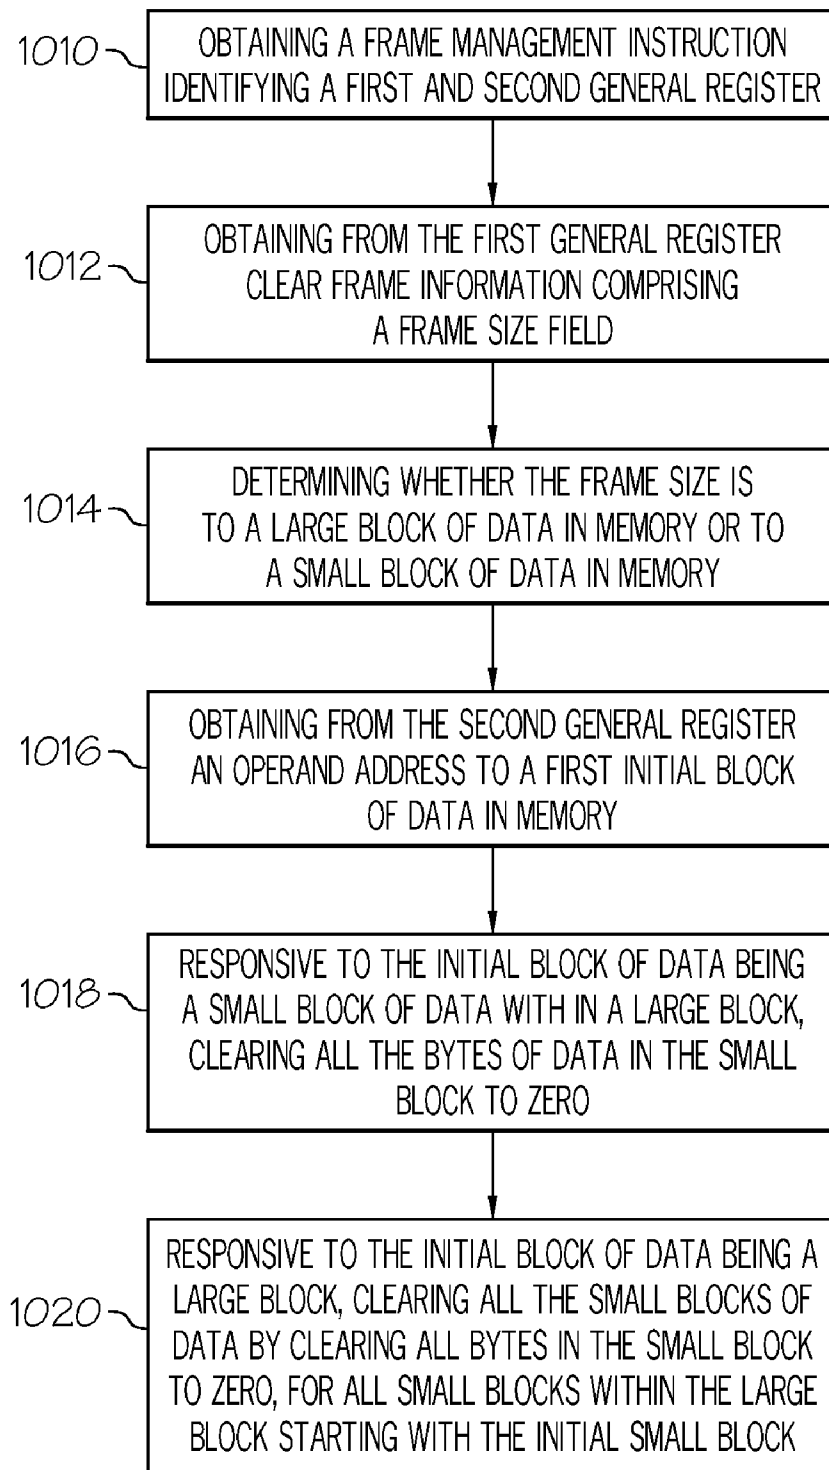 1010
OBTAINING A FRAME MANAGEMENT INSTRUCTION
IDENTIFYING A FIRST AND SECOND GENERAL REGISTER
1012
OBTAINING FROM THE FIRST GENERAL REGISTER
CLEAR FRAME INFORMATION COMPRISING
A FRAME SIZE FIELD
1014
DETERMINING WHETHER THE FRAME SIZE IS
TO A LARGE BLOCK OF DATA IN MEMORY OR TO
A SMALL BLOCK OF DATA IN MEMORY
1016
OBTAINING FROM THE SECOND GENERAL REGISTER
AN OPERAND ADDRESS TO A FIRST INITIAL BLOCK
OF DATA IN MEMORY
1018
RESPONSIVE TO THE INITIAL BLOCK OF DATA BEING
A SMALL BLOCK OF DATA WITH IN A LARGE BLOCK,
CLEARING ALL THE BYTES OF DATA IN THE SMALL
BLOCK TO ZERO
1020
RESPONSIVE TO THE INITIAL BLOCK OF DATA BEING A
LARGE BLOCK, CLEARING ALL THE SMALL BLOCKS OF
DATA BY CLEARING ALL BYTES IN THE SMALL BLOCK
TO ZERO, FOR ALL SMALL BLOCKS WITHIN THE LARGE
BLOCK STARTING WITH THE INITIAL SMALL BLOCK